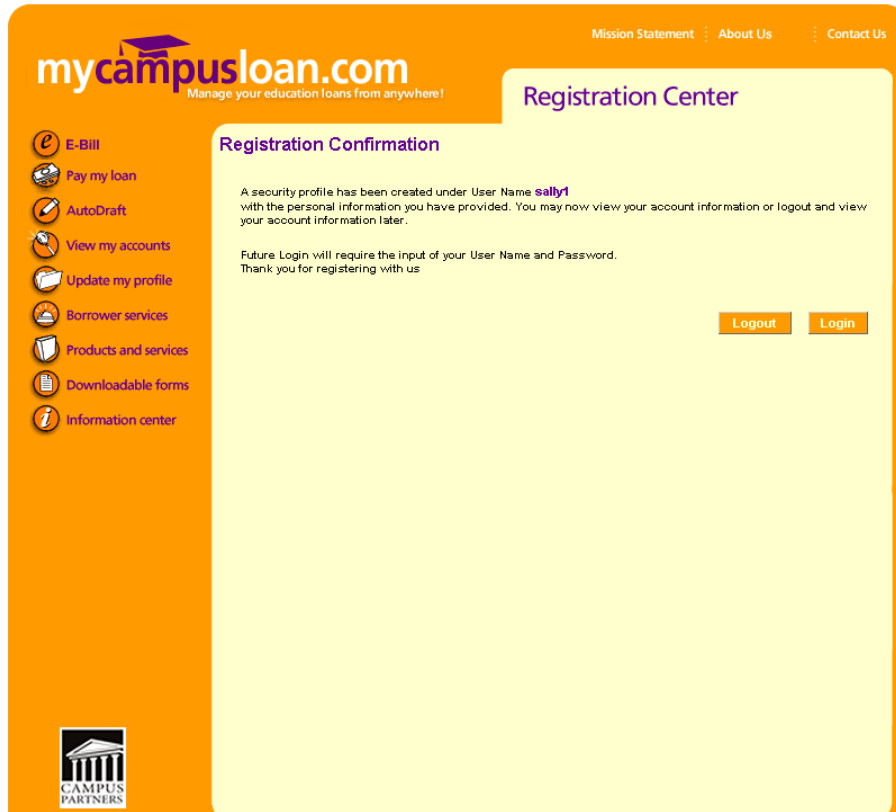 Mission Statement
About Us
Contact Us
mycampusloan.com
Manage your education loans from anywhere!
Registration Center
e E-Bill
Pay my loan
AutoDraft
View my accounts
Update my profile
Borrower services
Products and services
Downloadable forms
i Information center
Registration Confirmation
A security profile has been created under User Name sally1
with the personal information you have provided. You may now view your account information or logout and view
your account information later.
Future Login will require the input of your User Name and Password.
Thank you for registering with us
Logout
Login
CAMPUS
PARTNERS